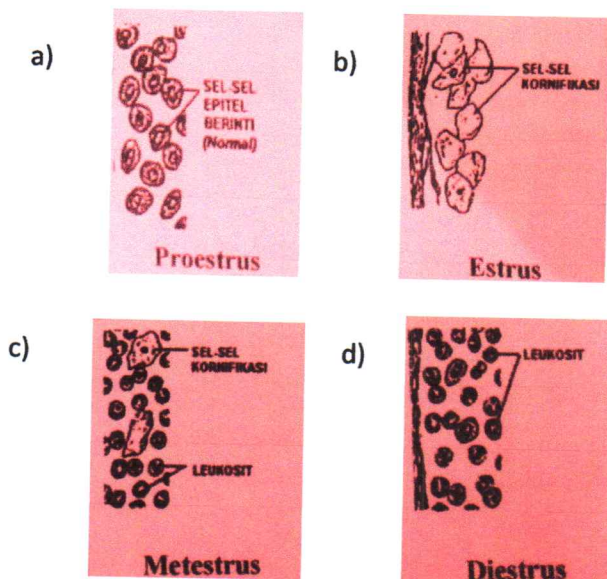 a)
SEL-SEL
EPITEL
BERINTI
(Normal)
Proestrus
b)
SEL-SEL
KORNIFIKASI
Estrus
c)
SEL-SEL
KORNIFIKASI
LEUKOSIT
Metestrus
d)
LEUKOSIT
Diestrus